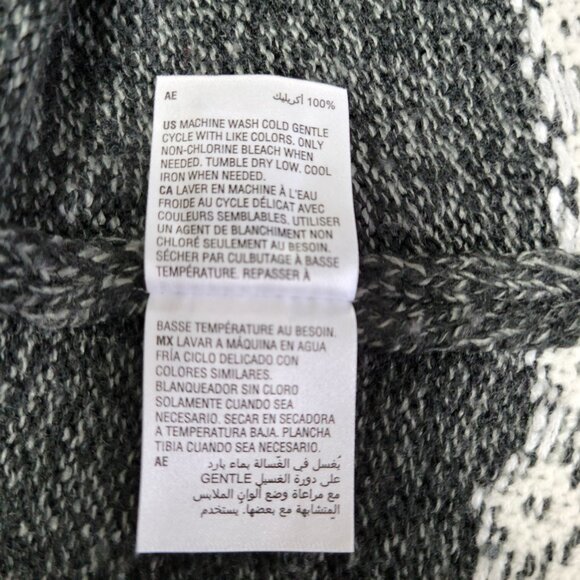 AE 100% أكريليك
US MACHINE WASH COLD GENTLE
CYCLE WITH LIKE COLORS. ONLY
NON-CHLORINE BLEACH WHEN
NEEDED. TUMBLE DRY LOW. COOL
IRON WHEN NEEDED.
CA LAVER EN MACHINE À L'EAU
FROIDE AU CYCLE DÉLICAT AVEC
COULEURS SEMBLABLES. UTILISER
UN AGENT DE BLANCHIMENT NON
CHLORÉ SEULEMENT AU BESOIN.
SÉCHER PAR CULBUTAGE À BASSE
TEMPÉRATURE. REPASSER À
BASSE TEMPÉRATURE AU BESOIN.
MX LAVAR A MÁQUINA EN AGUA
FRÍA CICLO DELICADO CON
COLORES SIMILARES.
BLANQUEADOR SIN CLORO
SOLAMENTE CUANDO SEA
NECESARIO. SECAR EN SECADORA
A TEMPERATURA BAJA. PLANCHA
TIBIA CUANDO SEA NECESARIO.
AE يُغسل في الغسّالة بماء بارد
على دورة الغسيل GENTLE
مع مراعاة وضع ألوان الملابس
المتشابهة مع بعضها. يستخدم